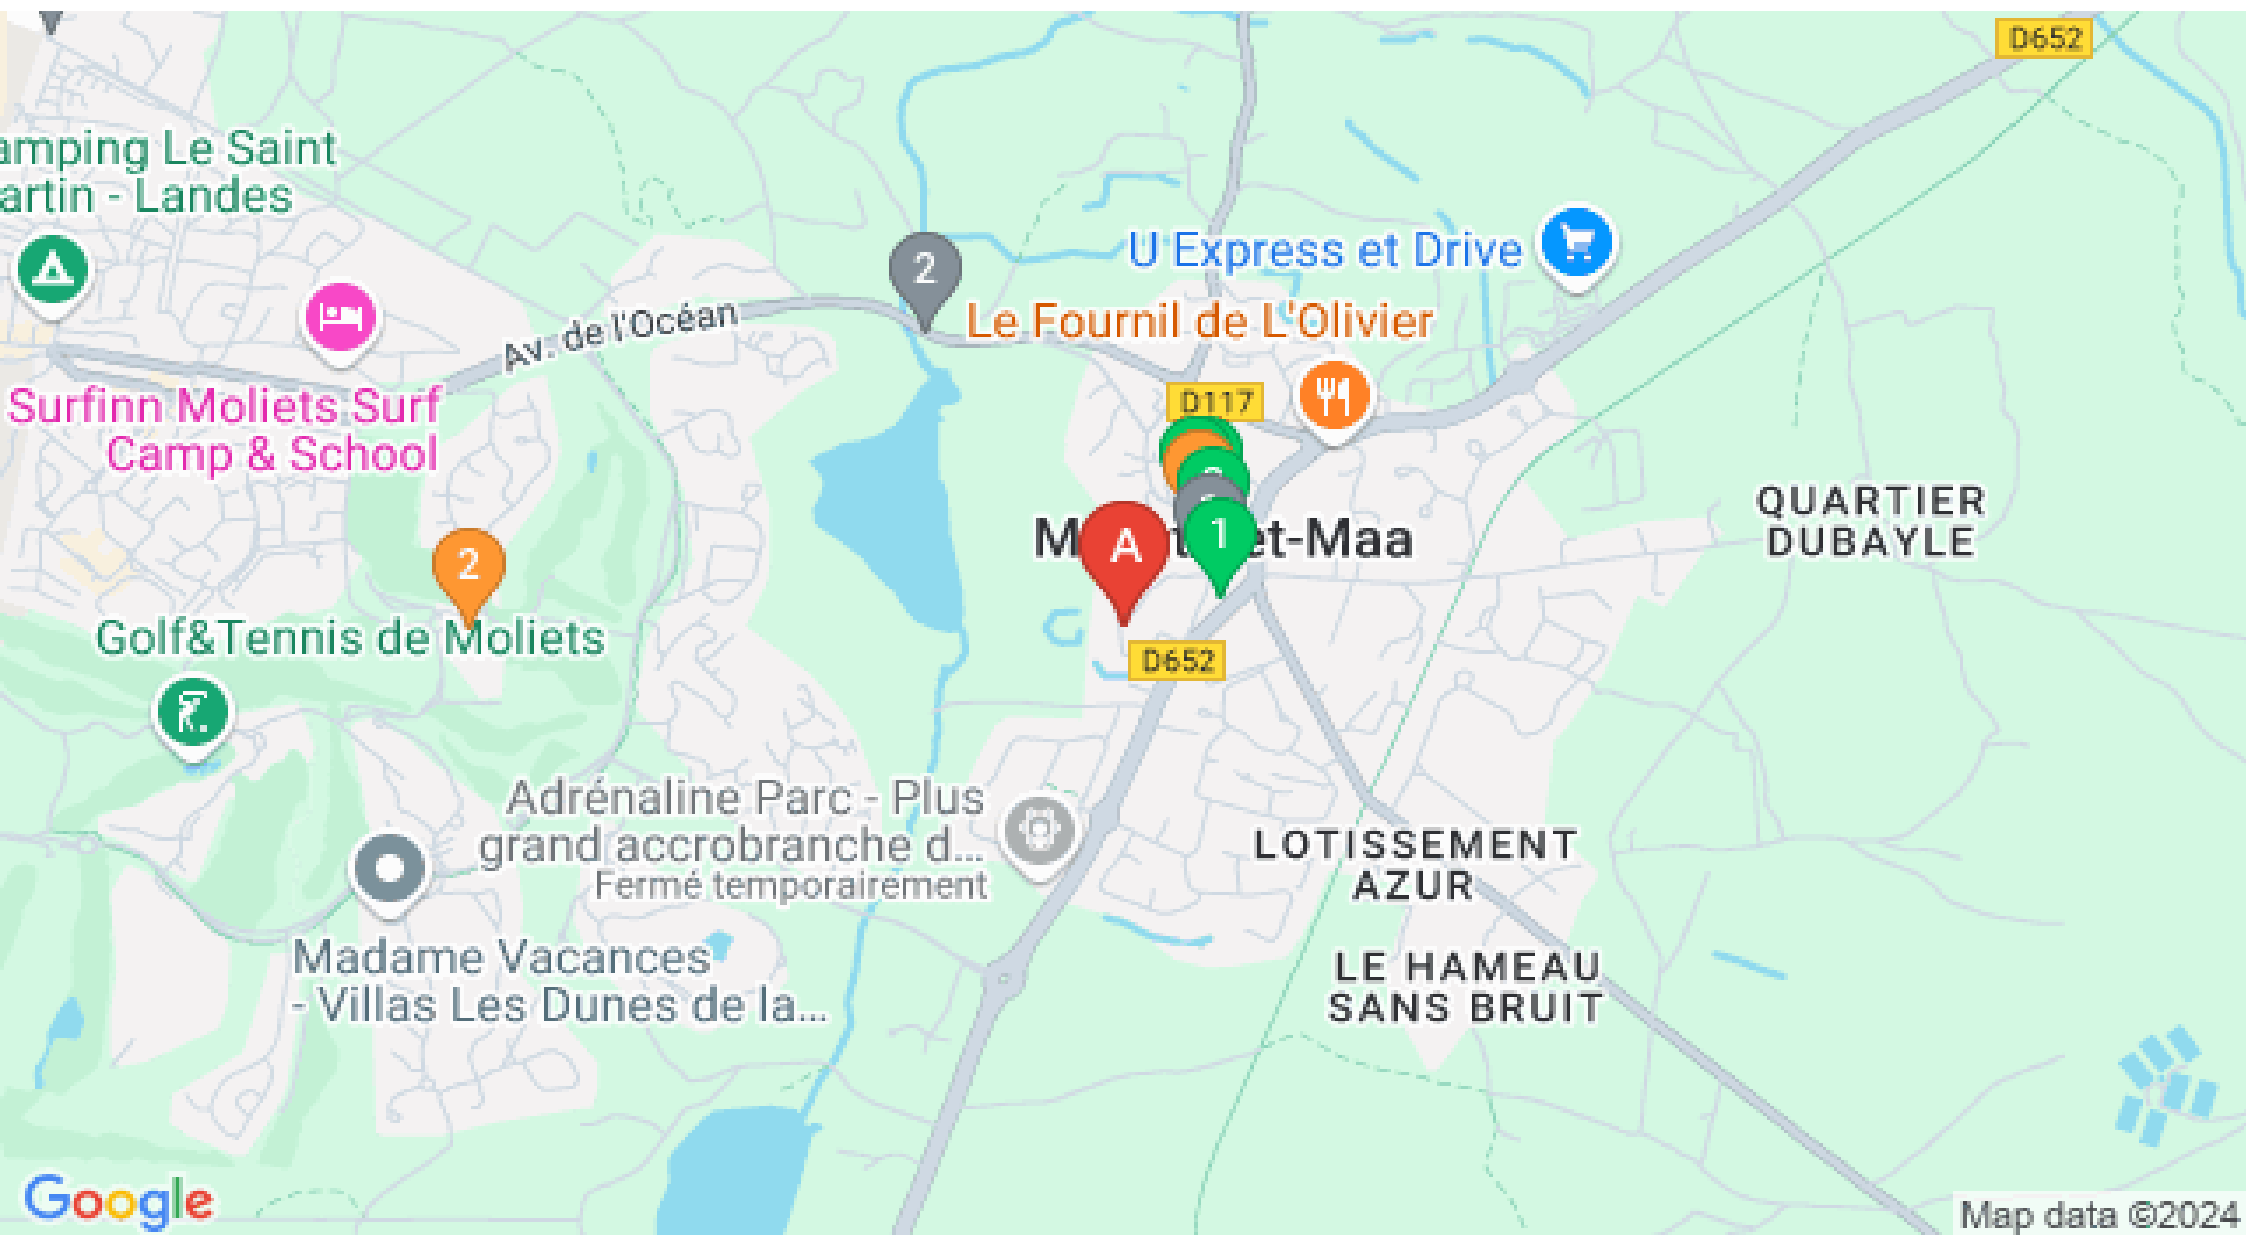 D652
amping Le Saint
artin - Landes
2
U Express et Drive
Av. de l'Océan
Le Fournil de L'Olivier
Surfinn Moliets Surf
Camp & School
D117
QUARTIER
DUBAYLE
A
1
et-Maa
2
Golf&Tennis de Moliets
D652
Adrénaline Parc - Plus
grand accrobranche d...
Fermé temporairement
LOTISSEMENT
AZUR
Madame Vacances
- Villas Les Dunes de la...
LE HAMEAU
SANS BRUIT
Google
Map data ©2024